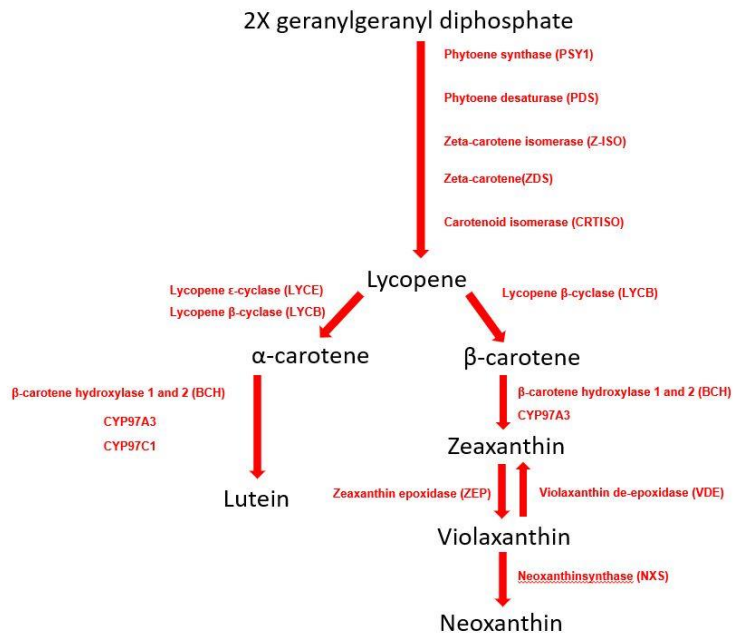 2X geranylgeranyl diphosphate
Phytoene synthase (PSY1)
Phytoene desaturase (PDS)
Zeta-carotene isomerase (Z-ISO)
Zeta-carotene(ZDS)
Carotenoid isomerase (CRTISO)
Lycopene
Lycopene ε-cyclase (LYCE)
Lycopene β-cyclase (LYCB)
Lycopene β-cyclase (LYCB)
α-carotene
β-carotene
β-carotene hydroxylase 1 and 2 (BCH)
CYP97A3
CYP97C1
β-carotene hydroxylase 1 and 2 (BCH)
CYP97A3
Zeaxanthin
Lutein
Zeaxanthin epoxidase (ZEP)
Violaxanthin de-epoxidase (VDE)
Violaxanthin
Neoxanthinsynthase (NXS)
Neoxanthin